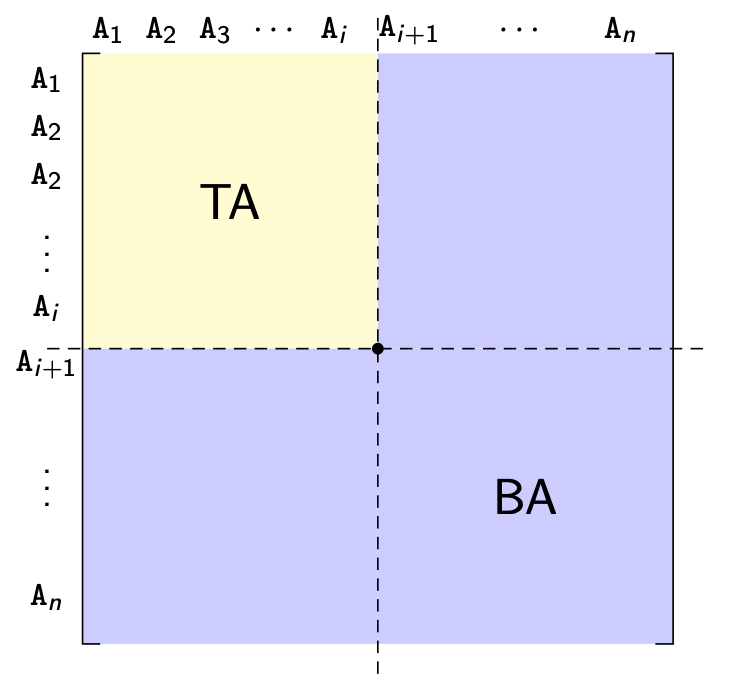 A₁ A₂ A₃ ⋯ Aᵢ Aᵢ₊₁ ⋯ Aₙ
A₁
A₂
A₂
TA
⋮
Aᵢ
Aᵢ₊₁
⋮
BA
Aₙ